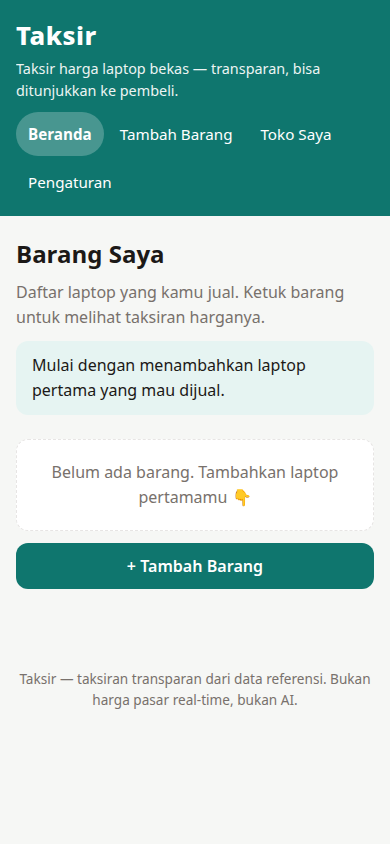 Taksir
Taksir harga laptop bekas — transparan, bisa
ditunjukkan ke pembeli.
Beranda Tambah Barang Toko Saya
Pengaturan
Barang Saya
Daftar laptop yang kamu jual. Ketuk barang
untuk melihat taksiran harganya.
Mulai dengan menambahkan laptop
pertama yang mau dijual.
Belum ada barang. Tambahkan laptop
pertamamu 👇
+ Tambah Barang
Taksir — taksiran transparan dari data referensi. Bukan
harga pasar real-time, bukan AI.